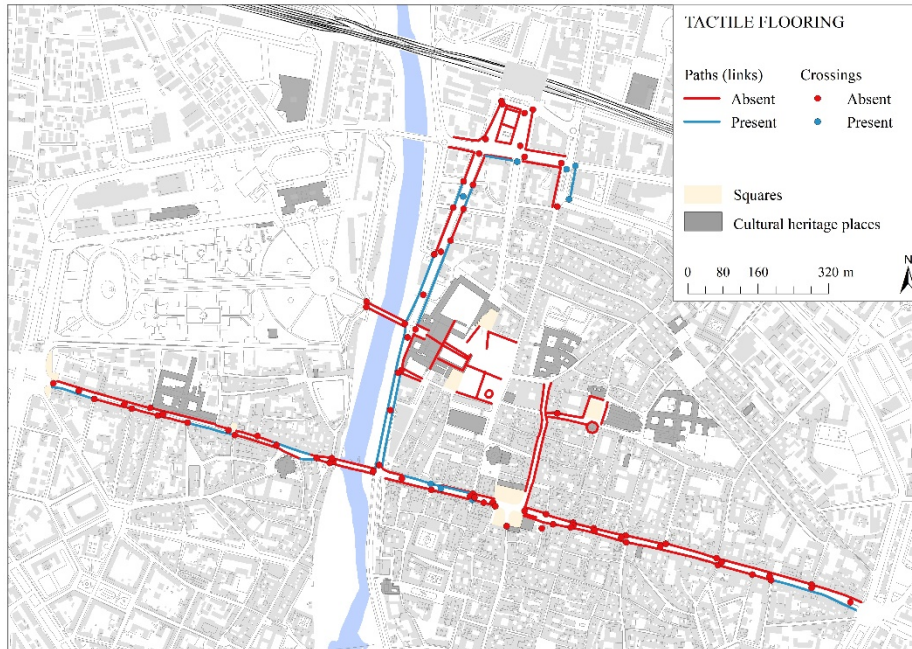 TACTILE FLOORING
Paths (links) Crossings
Absent Absent
Present Present
Squares
Cultural heritage places
0 80 160 320 m
N